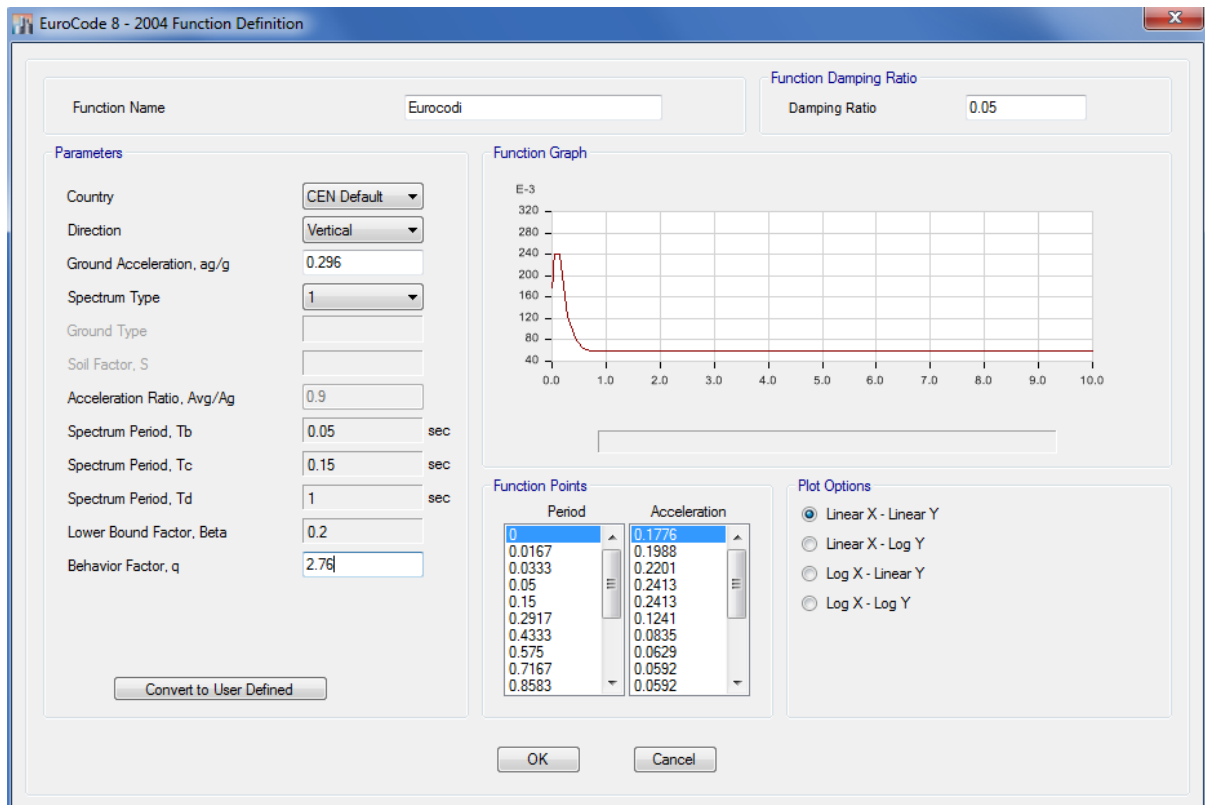 EuroCode 8 - 2004 Function Definition
Function Name Eurocodi
Function Damping Ratio
Damping Ratio 0.05
Parameters
Country CEN Default
Direction Vertical
Ground Acceleration, ag/g 0.296
Spectrum Type 1
Ground Type
Soil Factor, S
Acceleration Ratio, Avg/Ag 0.9
Spectrum Period, Tb 0.05 sec
Spectrum Period, Tc 0.15 sec
Spectrum Period, Td 1 sec
Lower Bound Factor, Beta 0.2
Behavior Factor, q 2.76
Convert to User Defined
Function Graph
E-3
320
280
240
200
160
120
80
40
0.0 1.0 2.0 3.0 4.0 5.0 6.0 7.0 8.0 9.0 10.0
Function Points
Period Acceleration
0 0.1776
0.0167 0.1988
0.0333 0.2201
0.05 0.2413
0.15 0.2413
0.2917 0.1241
0.4333 0.0835
0.575 0.0629
0.7167 0.0592
0.8583 0.0592
Plot Options
Linear X - Linear Y
Linear X - Log Y
Log X - Linear Y
Log X - Log Y
OK Cancel